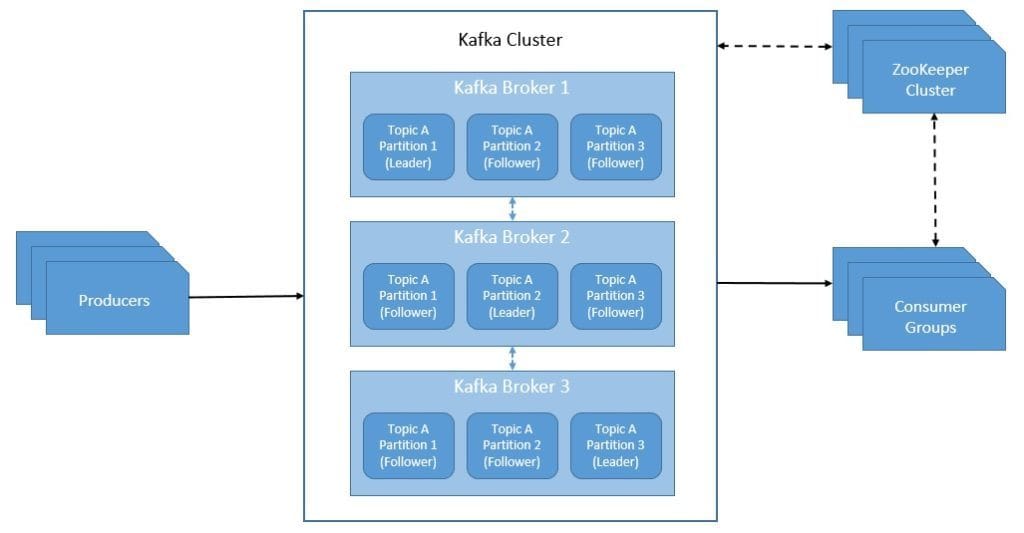 Kafka Cluster
ZooKeeper
Cluster
Kafka Broker 1
Topic A
Partition 1
(Leader)
Topic A
Partition 2
(Follower)
Topic A
Partition 3
(Follower)
Kafka Broker 2
Topic A
Partition 1
(Follower)
Topic A
Partition 2
(Leader)
Topic A
Partition 3
(Follower)
Producers
Consumer
Groups
Kafka Broker 3
Topic A
Partition 1
(Follower)
Topic A
Partition 2
(Follower)
Topic A
Partition 3
(Leader)